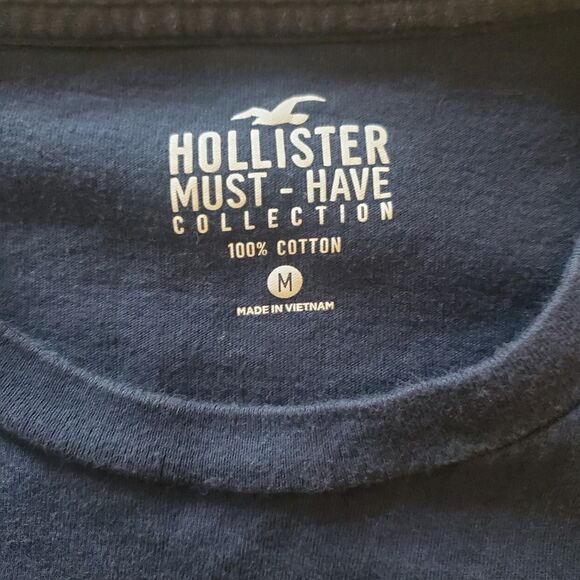 HOLLISTER
MUST - HAVE
COLLECTION
100% COTTON
M
MADE IN VIETNAM